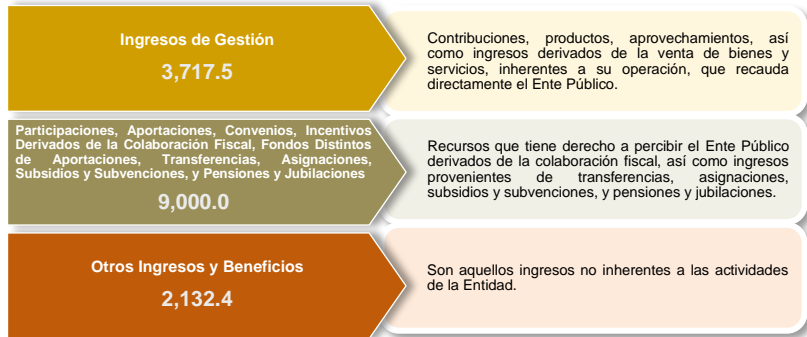 Ingresos de Gestión
3,717.5
Contribuciones, productos, aprovechamientos, así
como ingresos derivados de la venta de bienes y
servicios, inherentes a su operación, que recauda
directamente el Ente Público.
Participaciones, Aportaciones, Convenios, Incentivos
Derivados de la Colaboración Fiscal, Fondos Distintos
de Aportaciones, Transferencias, Asignaciones,
Subsidios y Subvenciones, y Pensiones y Jubilaciones
9,000.0
Recursos que tiene derecho a percibir el Ente Público
derivados de la colaboración fiscal, así como ingresos
provenientes de transferencias, asignaciones,
subsidios y subvenciones, y pensiones y jubilaciones.
Otros Ingresos y Beneficios
2,132.4
Son aquellos ingresos no inherentes a las actividades
de la Entidad.